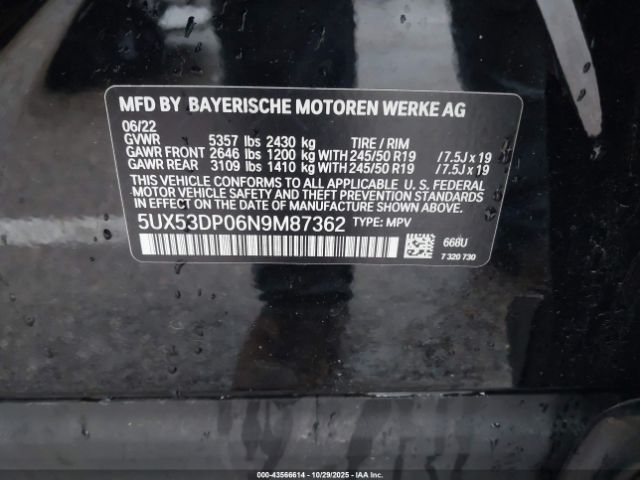 MFD BY BAYERISCHE MOTOREN WERKE AG
06/22
GVWR 5357 lbs 2430 kg TIRE / RIM
GAWR FRONT 2646 lbs 1200 kg WITH 245/50 R19 /7.5J x 19
GAWR REAR 3109 lbs 1410 kg WITH 245/50 R19 /7.5J x 19
THIS VEHICLE CONFORMS TO ALL APPLICABLE U. S. FEDERAL
MOTOR VEHICLE SAFETY AND THEFT PREVENTION STANDARDS
IN EFFECT ON THE DATE OF MANUFACTURE SHOWN ABOVE.
5UX53DP06N9M87362 TYPE: MPV
668U
7 320 730
000-43566614 - 10/29/2025 - IAAI.COM